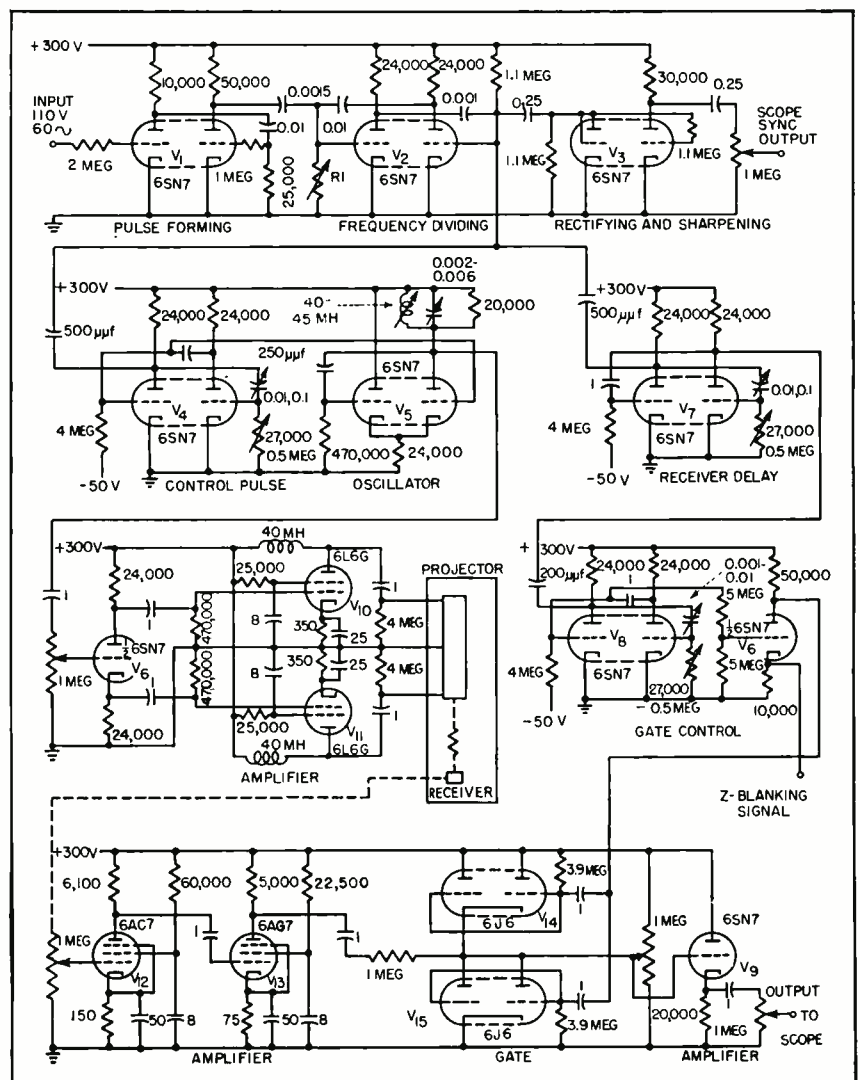 +300 V
10,000
50,000
0.0015
24,000
24,000
1.1 MEG
30,000
0.25
INPUT
110 V
60~
0.01
0.01
0.001
0.25
SCOPE
SYNC
OUTPUT
2 MEG
V1
6SN7
1 MEG
25,000
R1
V2
6SN7
1.1 MEG
V3
6SN7
1.1 MEG
1 MEG
PULSE FORMING
FREQUENCY DIVIDING
RECTIFYING AND SHARPENING
+300V
24,000
24,000
40-
45 MH
0.002-
0.006
20,000
500μμf
250μμf
6SN7
V4
6SN7
0.01,0.1
V5
4 MEG
27,000
0.5 MEG
470,000
24,000
-50 V
CONTROL PULSE
OSCILLATOR
+300V
500μμf
24,000
24,000
1
V7
6SN7
0.01,0.1
4 MEG
27,000
0.5 MEG
-50 V
RECEIVER DELAY
+300V
40 MH
6L6G
24,000
25,000
V10
PROJECTOR
1
1
470,000
8
350
25
1
4 MEG
1 MEG
½6SN7
V6
470,000
8
350
25
4 MEG
1
24,000
1
25,000
V11
6L6G
40 MH
AMPLIFIER
RECEIVER
+ 300V
200μμf
24,000
1
24,000
0.001-
0.01
5 MEG
50,000
V8
6SN7
½6SN7
V6
4 MEG
27,000
-0.5 MEG
5 MEG
10,000
-50 V
GATE CONTROL
Z-BLANKING
SIGNAL
+300V
6,100
60,000
5,000
22,500
6AC7
6AG7
1 MEG
1
1
V12
V13
150
50
8
75
50
8
AMPLIFIER
1 MEG
3.9 MEG
6J6
V14
1
V15
6J6
1
3.9 MEG
GATE
1 MEG
6SN7
V9
20,000
1
1 MEG
OUTPUT
TO
SCOPE
AMPLIFIER